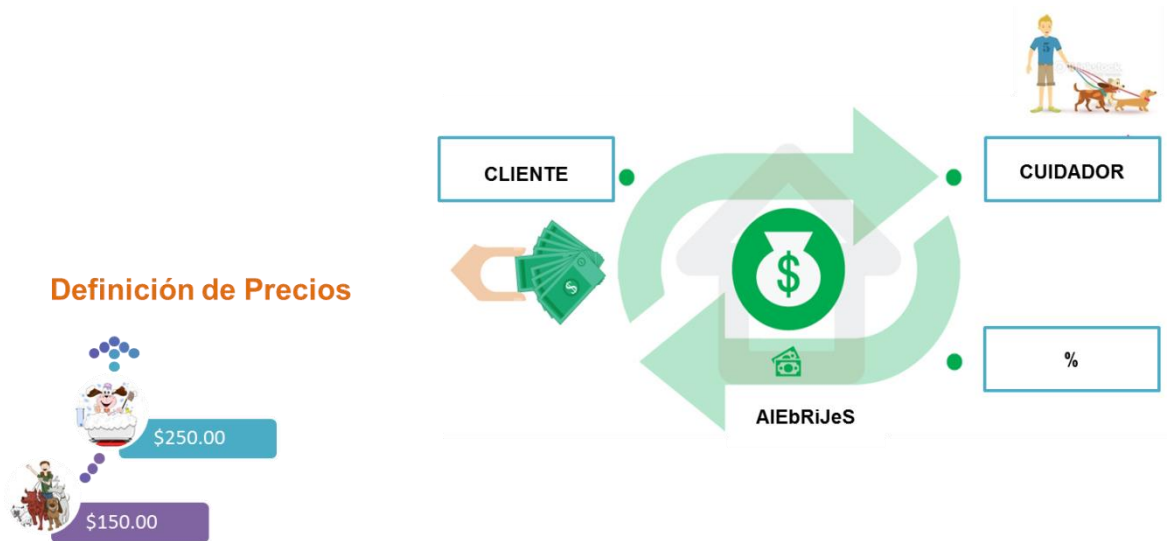 CLIENTE
CUIDADOR
$
Definición de Precios
%
AlEbRiJeS
$250.00
$150.00